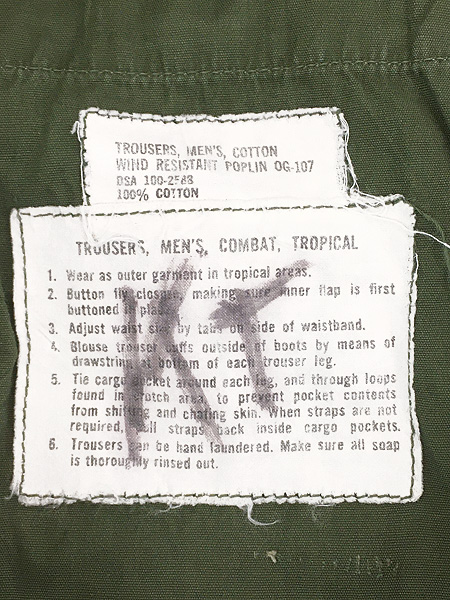 TROUSERS, MEN'S, COTTON
WIND RESISTANT POPLIN OG-107
DSA 100-2568
100% COTTON
TROUSERS, MEN'S, COMBAT, TROPICAL
1. Wear as outer garment in tropical areas.
2. Button fly closure, making sure inner flap is first
buttoned in place.
3. Adjust waist size by tabs on side of waistband.
4. Blouse trouser cuffs outside of boots by means of
drawstring at bottom of each trouser leg.
5. Tie cargo pocket around each leg, and through loops
found in crotch area to prevent pocket contents
from shifting and chafing skin. When straps are not
required, roll straps back inside cargo pockets.
6. Trousers can be hand laundered. Make sure all soap
is thoroughly rinsed out.
KT